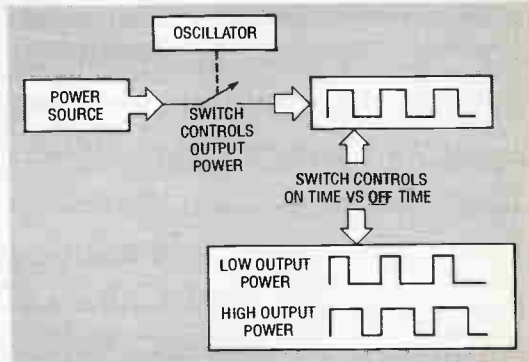 OSCILLATOR
POWER
SOURCE
SWITCH
CONTROLS
OUTPUT
POWER
SWITCH CONTROLS
ON TIME VS OFF TIME
LOW OUTPUT
POWER
HIGH OUTPUT
POWER